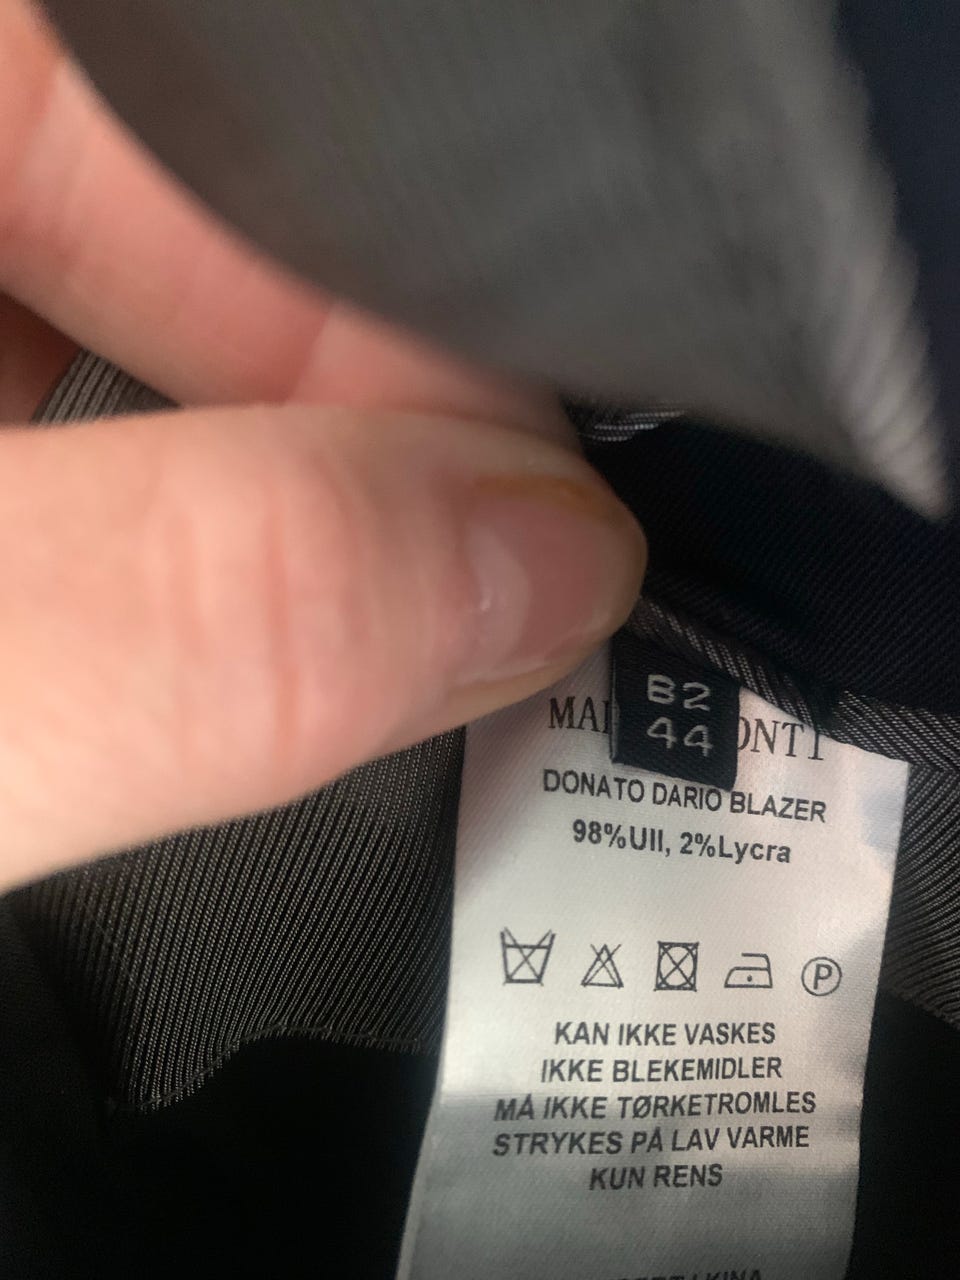 B2
44
DONATO DARIO BLAZER
98%Ull, 2%Lycra
P
KAN IKKE VASKES
IKKE BLEKEMIDLER
MÅ IKKE TØRKETROMLES
STRYKES PÅ LAV VARME
KUN RENS